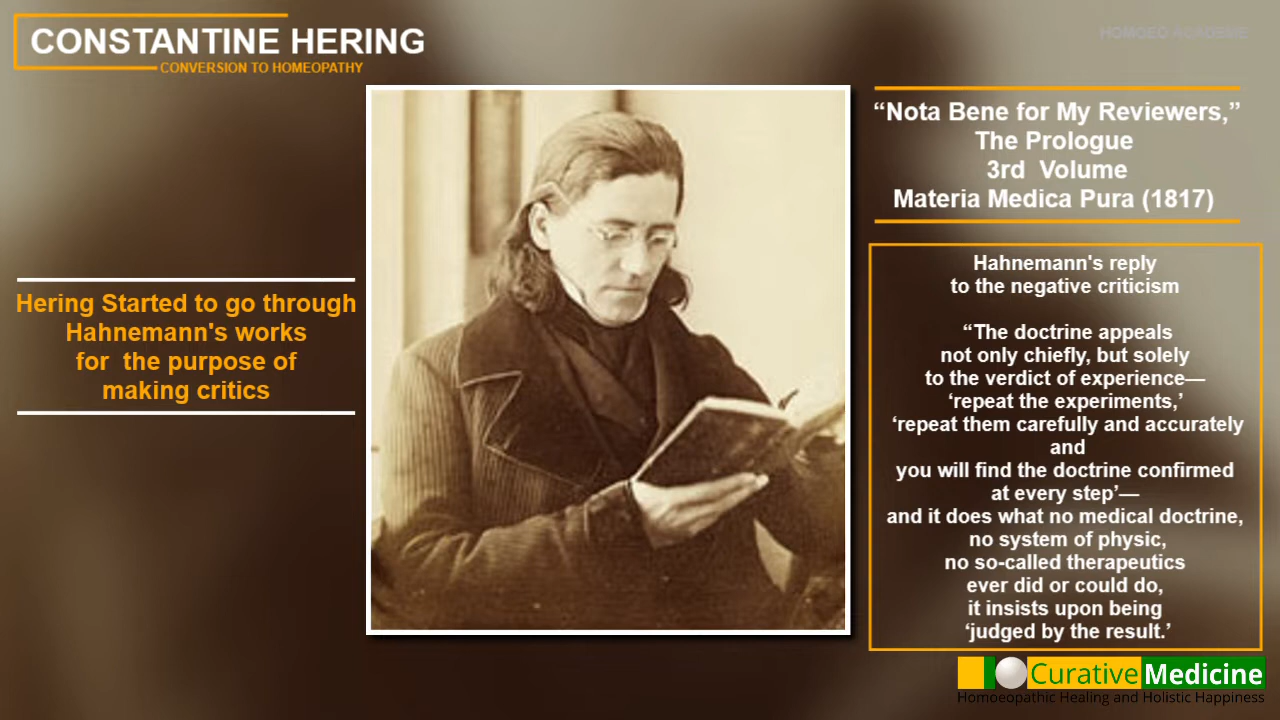 CONSTANTINE HERING
CONVERSION TO HOMEOPATHY
HOMOEO ACADEMIE
Hering Started to go through
Hahnemann's works
for the purpose of
making critics
“Nota Bene for My Reviewers,”
The Prologue
3rd Volume
Materia Medica Pura (1817)
Hahnemann's reply
to the negative criticism
“The doctrine appeals
not only chiefly, but solely
to the verdict of experience—
‘repeat the experiments,’
‘repeat them carefully and accurately
and
you will find the doctrine confirmed
at every step’—
and it does what no medical doctrine,
no system of physic,
no so-called therapeutics
ever did or could do,
it insists upon being
‘judged by the result.’
Curative Medicine
Homoeopathic Healing and Holistic Happiness